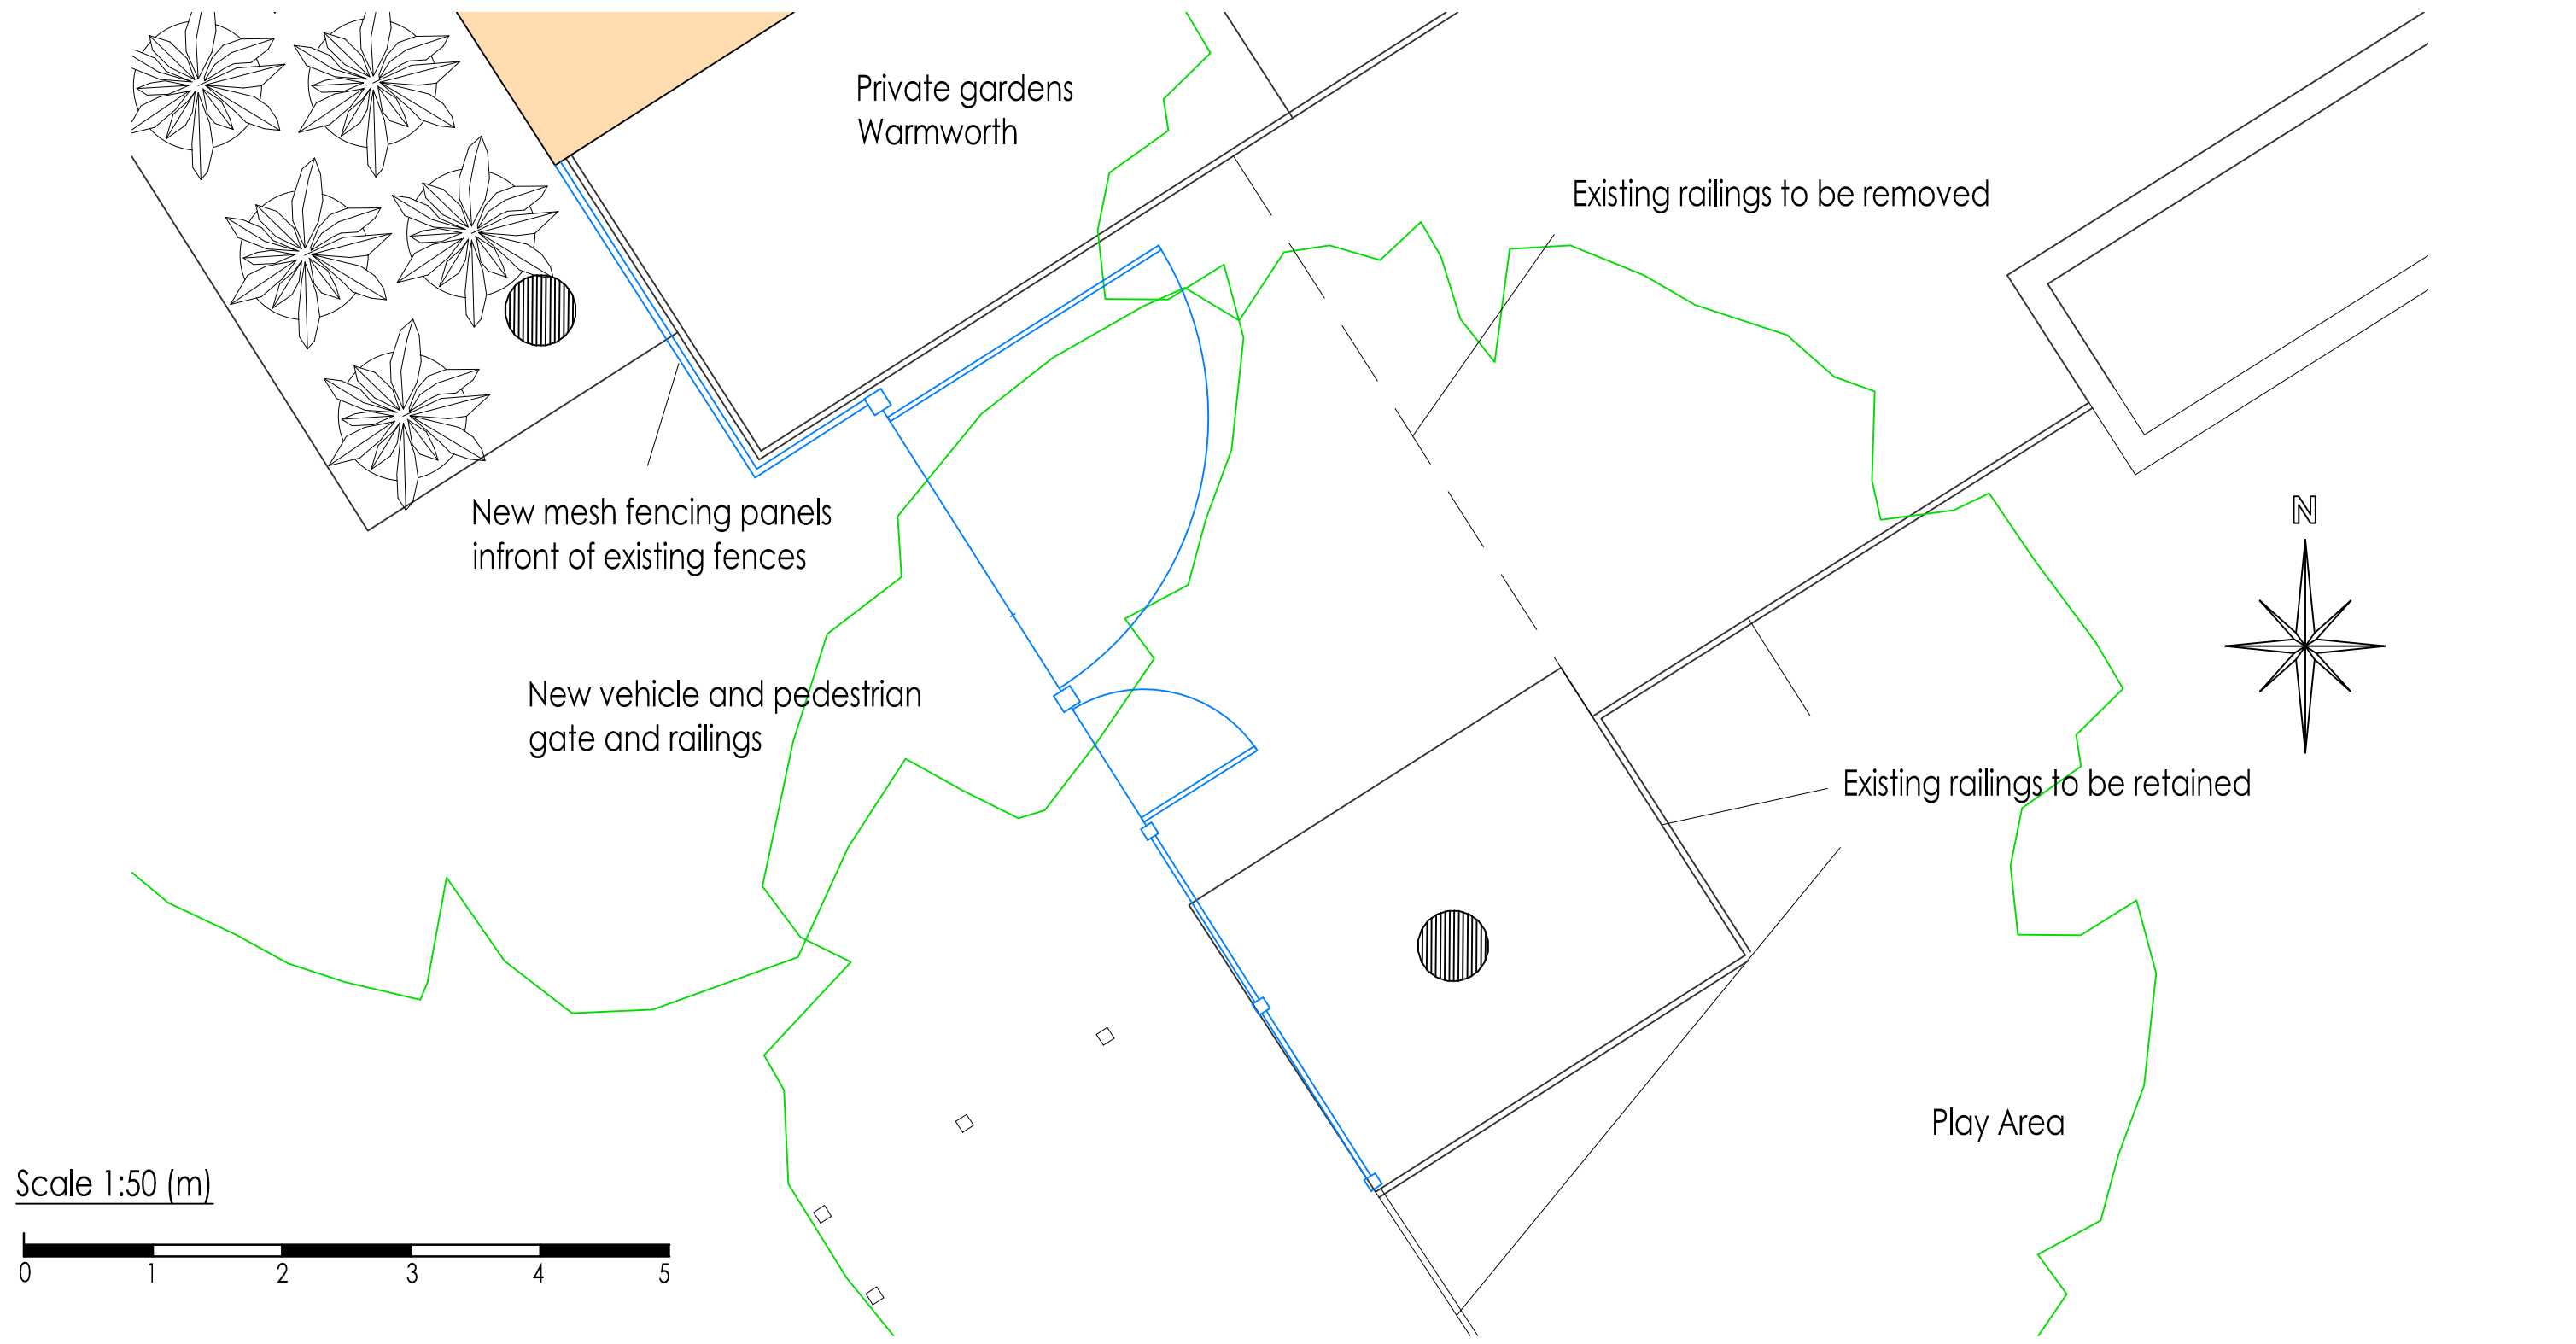 Private gardens
Warmworth
Existing railings to be removed
New mesh fencing panels
infront of existing fences
N
New vehicle and pedestrian
gate and railings
Existing railings to be retained
Play Area
Scale 1:50 (m)
0 1 2 3 4 5